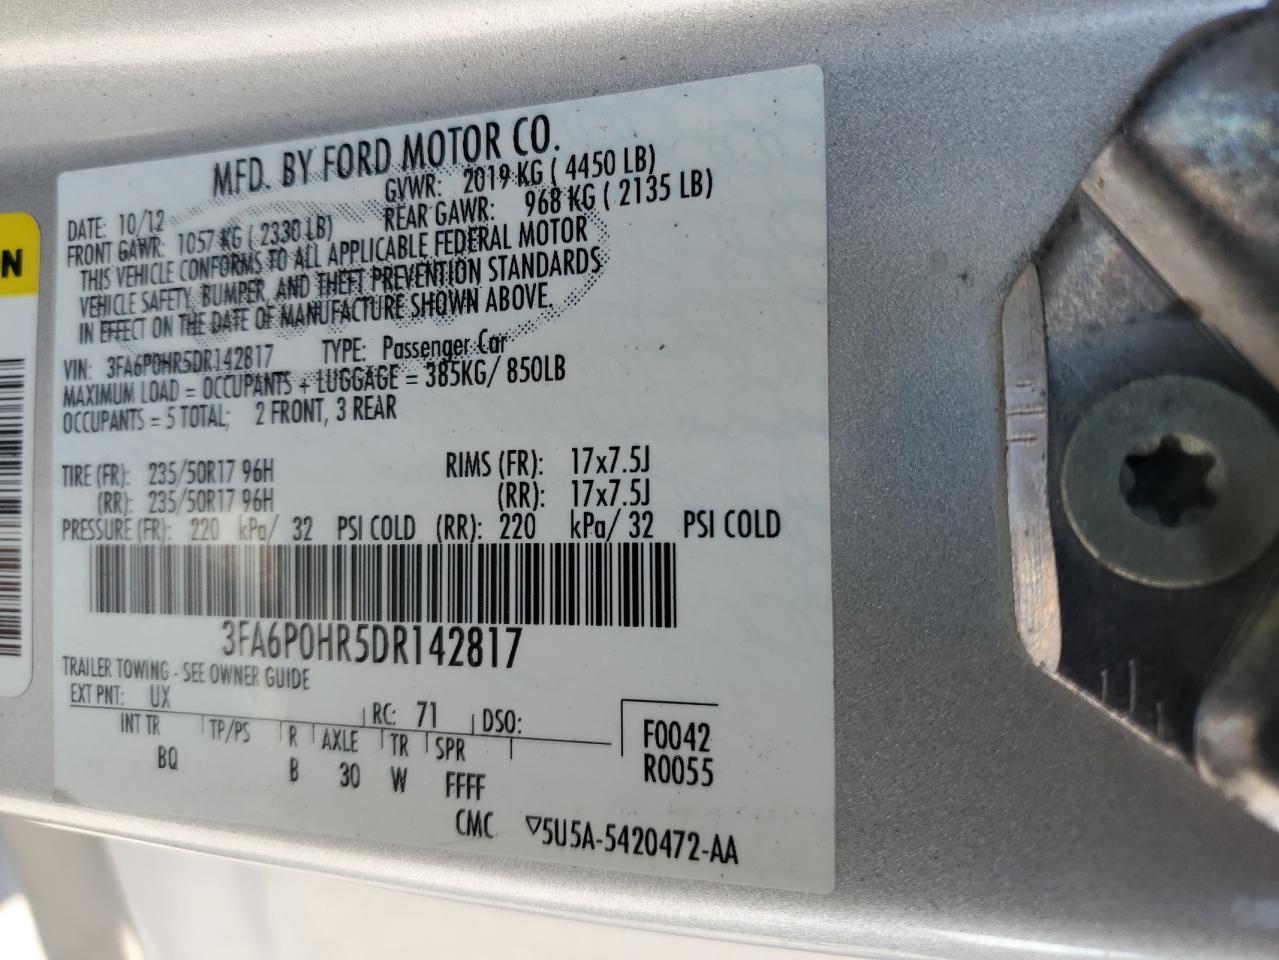 MFD. BY FORD MOTOR CO.
DATE: 10/12 GVWR: 2019 KG ( 4450 LB)
FRONT GAWR: 1057 KG ( 2330 LB) REAR GAWR: 968 KG ( 2135 LB)
THIS VEHICLE CONFORMS TO ALL APPLICABLE FEDERAL MOTOR
VEHICLE SAFETY, BUMPER, AND THEFT PREVENTION STANDARDS
IN EFFECT ON THE DATE OF MANUFACTURE SHOWN ABOVE.
VIN: 3FA6P0HR5DR142817 TYPE: Passenger Car
MAXIMUM LOAD = OCCUPANTS + LUGGAGE = 385KG/ 850LB
OCCUPANTS = 5 TOTAL; 2 FRONT, 3 REAR
TIRE (FR): 235/50R17 96H RIMS (FR): 17x7.5J
(RR): 235/50R17 96H (RR): 17x7.5J
PRESSURE (FR): 220 kPa/ 32 PSI COLD (RR): 220 kPa/ 32 PSI COLD
3FA6P0HR5DR142817
TRAILER TOWING - SEE OWNER GUIDE
EXT PNT: UX RC: 71 DSO:
INT TR TP/PS R AXLE TR SPR F0042
BQ B 30 W FFFF R0055
CMC ▽5U5A-5420472-AA
N